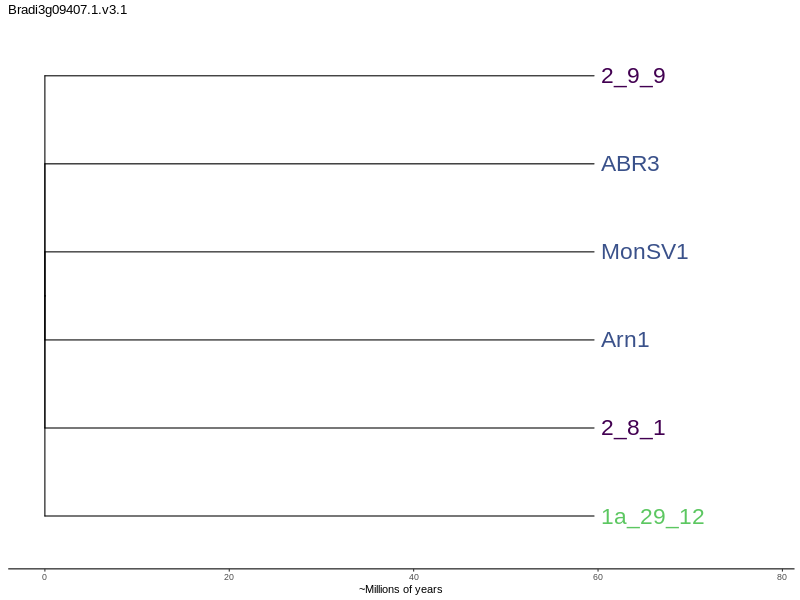 Bradi3g09407.1.v3.1
2_9_9
ABR3
MonSV1
Arn1
2_8_1
1a_29_12
0 20 40 60 80
~Millions of years